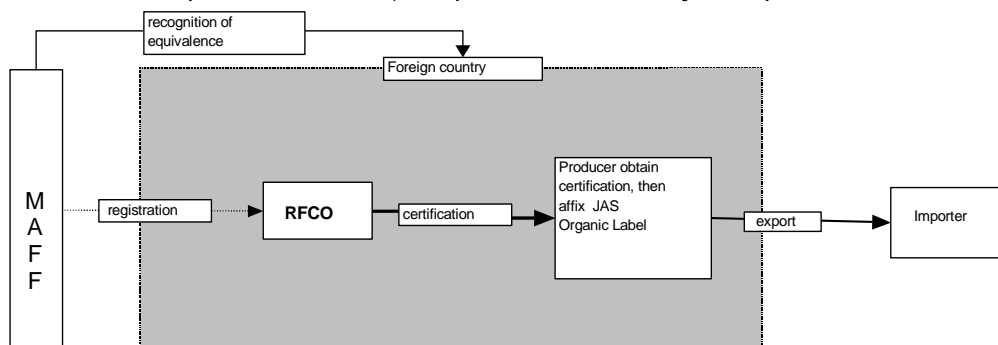 recognition of
equivalence
Foreign country
M
A
F
F
registration
RFCO
certification
Producer obtain
certification, then
affix JAS
Organic Label
export
Importer